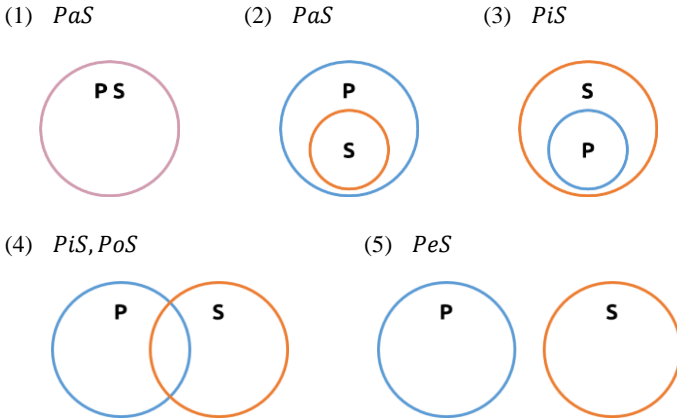 (1) PaS (2) PaS (3) PiS
P S P S
S P
(4) PiS, PoS (5) PeS
P S P S